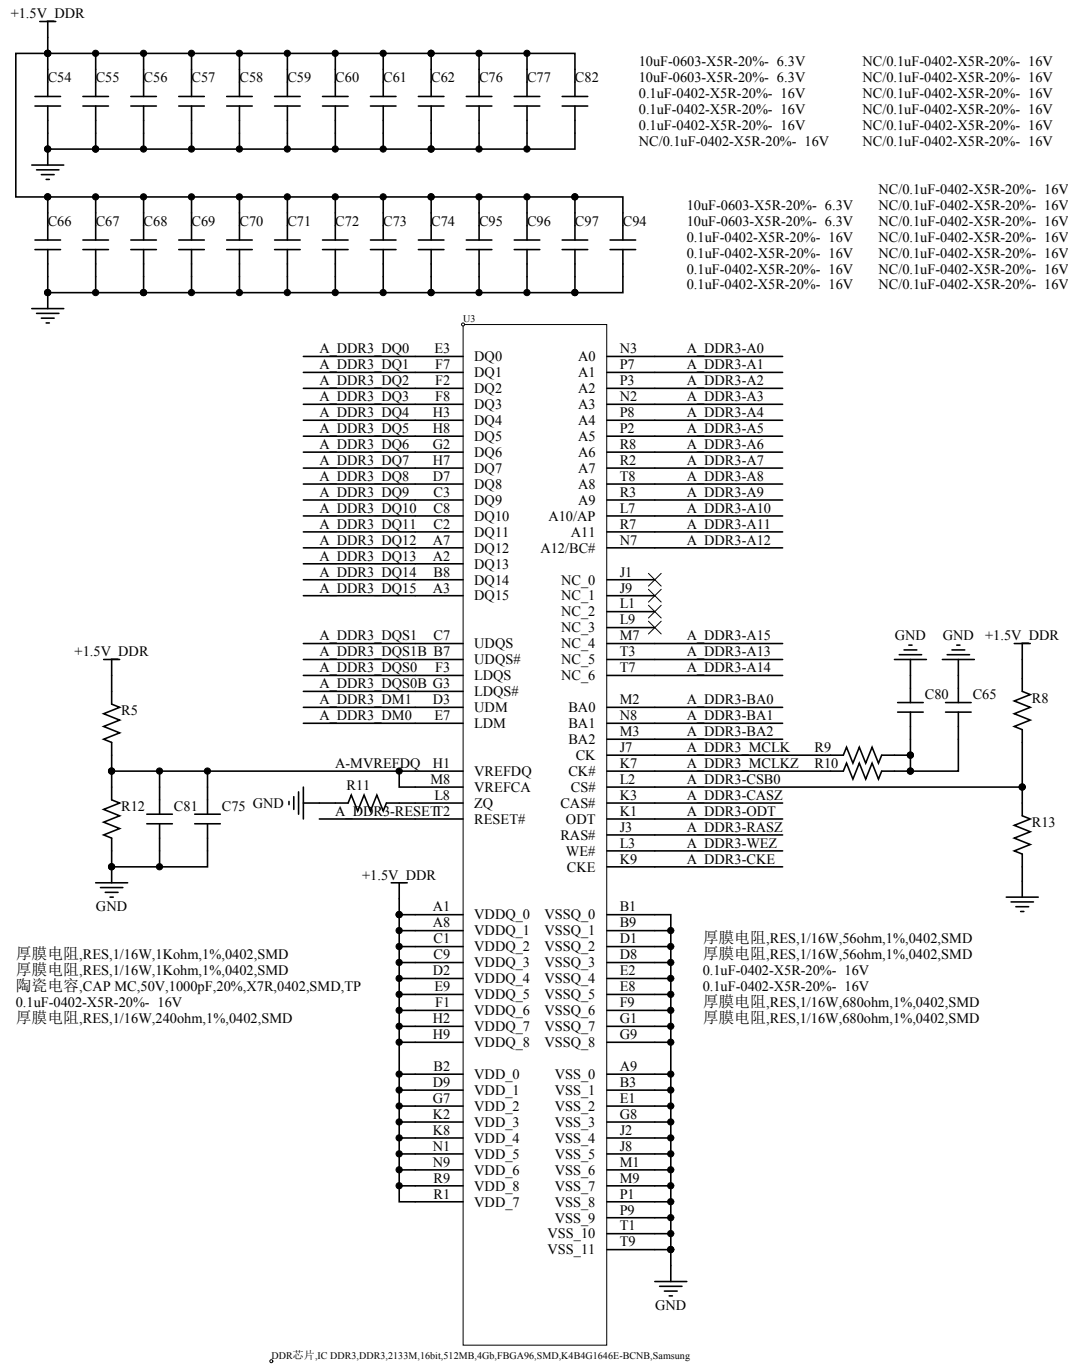 +1.5V_DDR
C54 C55 C56 C57 C58 C59 C60 C61 C62 C76 C77 C82
10uF-0603-X5R-20%- 6.3V
10uF-0603-X5R-20%- 6.3V
0.1uF-0402-X5R-20%- 16V
0.1uF-0402-X5R-20%- 16V
0.1uF-0402-X5R-20%- 16V
NC/0.1uF-0402-X5R-20%- 16V
NC/0.1uF-0402-X5R-20%- 16V
NC/0.1uF-0402-X5R-20%- 16V
NC/0.1uF-0402-X5R-20%- 16V
NC/0.1uF-0402-X5R-20%- 16V
NC/0.1uF-0402-X5R-20%- 16V
NC/0.1uF-0402-X5R-20%- 16V
C66 C67 C68 C69 C70 C71 C72 C73 C74 C95 C96 C97 C94
10uF-0603-X5R-20%- 6.3V
10uF-0603-X5R-20%- 6.3V
0.1uF-0402-X5R-20%- 16V
0.1uF-0402-X5R-20%- 16V
0.1uF-0402-X5R-20%- 16V
0.1uF-0402-X5R-20%- 16V
NC/0.1uF-0402-X5R-20%- 16V
NC/0.1uF-0402-X5R-20%- 16V
NC/0.1uF-0402-X5R-20%- 16V
NC/0.1uF-0402-X5R-20%- 16V
NC/0.1uF-0402-X5R-20%- 16V
NC/0.1uF-0402-X5R-20%- 16V
NC/0.1uF-0402-X5R-20%- 16V
U3
A_DDR3_DQ0 E3 DQ0 A0 N3 A_DDR3-A0
A_DDR3_DQ1 F7 DQ1 A1 P7 A_DDR3-A1
A_DDR3_DQ2 F2 DQ2 A2 P3 A_DDR3-A2
A_DDR3_DQ3 F8 DQ3 A3 N2 A_DDR3-A3
A_DDR3_DQ4 H3 DQ4 A4 P8 A_DDR3-A4
A_DDR3_DQ5 H8 DQ5 A5 P2 A_DDR3-A5
A_DDR3_DQ6 G2 DQ6 A6 R8 A_DDR3-A6
A_DDR3_DQ7 H7 DQ7 A7 R2 A_DDR3-A7
A_DDR3_DQ8 D7 DQ8 A8 T8 A_DDR3-A8
A_DDR3_DQ9 C3 DQ9 A9 R3 A_DDR3-A9
A_DDR3_DQ10 C8 DQ10 A10/AP L7 A_DDR3-A10
A_DDR3_DQ11 C2 DQ11 A11 R7 A_DDR3-A11
A_DDR3_DQ12 A7 DQ12 A12/BC# N7 A_DDR3-A12
A_DDR3_DQ13 A2 DQ13
A_DDR3_DQ14 B8 DQ14 NC_0 J1
A_DDR3_DQ15 A3 DQ15 NC_1 J9
NC_2 L1
NC_3 L9
A_DDR3_DQS1 C7 UDQS NC_4 M7 A_DDR3-A15
A_DDR3_DQS1B B7 UDQS# NC_5 T3 A_DDR3-A13
A_DDR3_DQS0 F3 LDQS NC_6 T7 A_DDR3-A14
A_DDR3_DQS0B G3 LDQS#
A_DDR3_DM1 D3 UDM BA0 M2 A_DDR3-BA0
A_DDR3_DM0 E7 LDM BA1 N8 A_DDR3-BA1
BA2 M3 A_DDR3-BA2
CK J7 A_DDR3_MCLK R9
A-MVREFDQ H1 VREFDQ CK# K7 A_DDR3_MCLKZ R10
M8 VREFCA CS# L2 A_DDR3-CSB0
GND R11 L8 ZQ CAS# K3 A_DDR3-CASZ
A_DDR3-RESET T2 RESET# ODT K1 A_DDR3-ODT
RAS# J3 A_DDR3-RASZ
WE# L3 A_DDR3-WEZ
CKE K9 A_DDR3-CKE
+1.5V_DDR
R5
R12 C81 C75
GND
GND GND +1.5V_DDR
C80 C65 R8
R13
+1.5V_DDR
A1 VDDQ_0 VSSQ_0 B1
A8 VDDQ_1 VSSQ_1 B9
C1 VDDQ_2 VSSQ_2 D1
C9 VDDQ_3 VSSQ_3 D8
D2 VDDQ_4 VSSQ_4 E2
E9 VDDQ_5 VSSQ_5 E8
F1 VDDQ_6 VSSQ_6 F9
H2 VDDQ_7 VSSQ_7 G1
H9 VDDQ_8 VSSQ_8 G9
B2 VDD_0 VSS_0 A9
D9 VDD_1 VSS_1 B3
G7 VDD_2 VSS_2 E1
K2 VDD_3 VSS_3 G8
K8 VDD_4 VSS_4 J2
N1 VDD_5 VSS_5 J8
N9 VDD_6 VSS_6 M1
R9 VDD_8 VSS_7 M9
R1 VDD_7 VSS_8 P1
VSS_9 P9
VSS_10 T1
VSS_11 T9
GND
厚膜电阻,RES,1/16W,1Kohm,1%,0402,SMD
厚膜电阻,RES,1/16W,1Kohm,1%,0402,SMD
陶瓷电容,CAP MC,50V,1000pF,20%,X7R,0402,SMD,TP
0.1uF-0402-X5R-20%- 16V
厚膜电阻,RES,1/16W,240ohm,1%,0402,SMD
厚膜电阻,RES,1/16W,56ohm,1%,0402,SMD
厚膜电阻,RES,1/16W,56ohm,1%,0402,SMD
0.1uF-0402-X5R-20%- 16V
0.1uF-0402-X5R-20%- 16V
厚膜电阻,RES,1/16W,680ohm,1%,0402,SMD
厚膜电阻,RES,1/16W,680ohm,1%,0402,SMD
DDR芯片,IC DDR3,DDR3,2133M,16bit,512MB,4Gb,FBGA96,SMD,K4B4G1646E-BCNB,Samsung